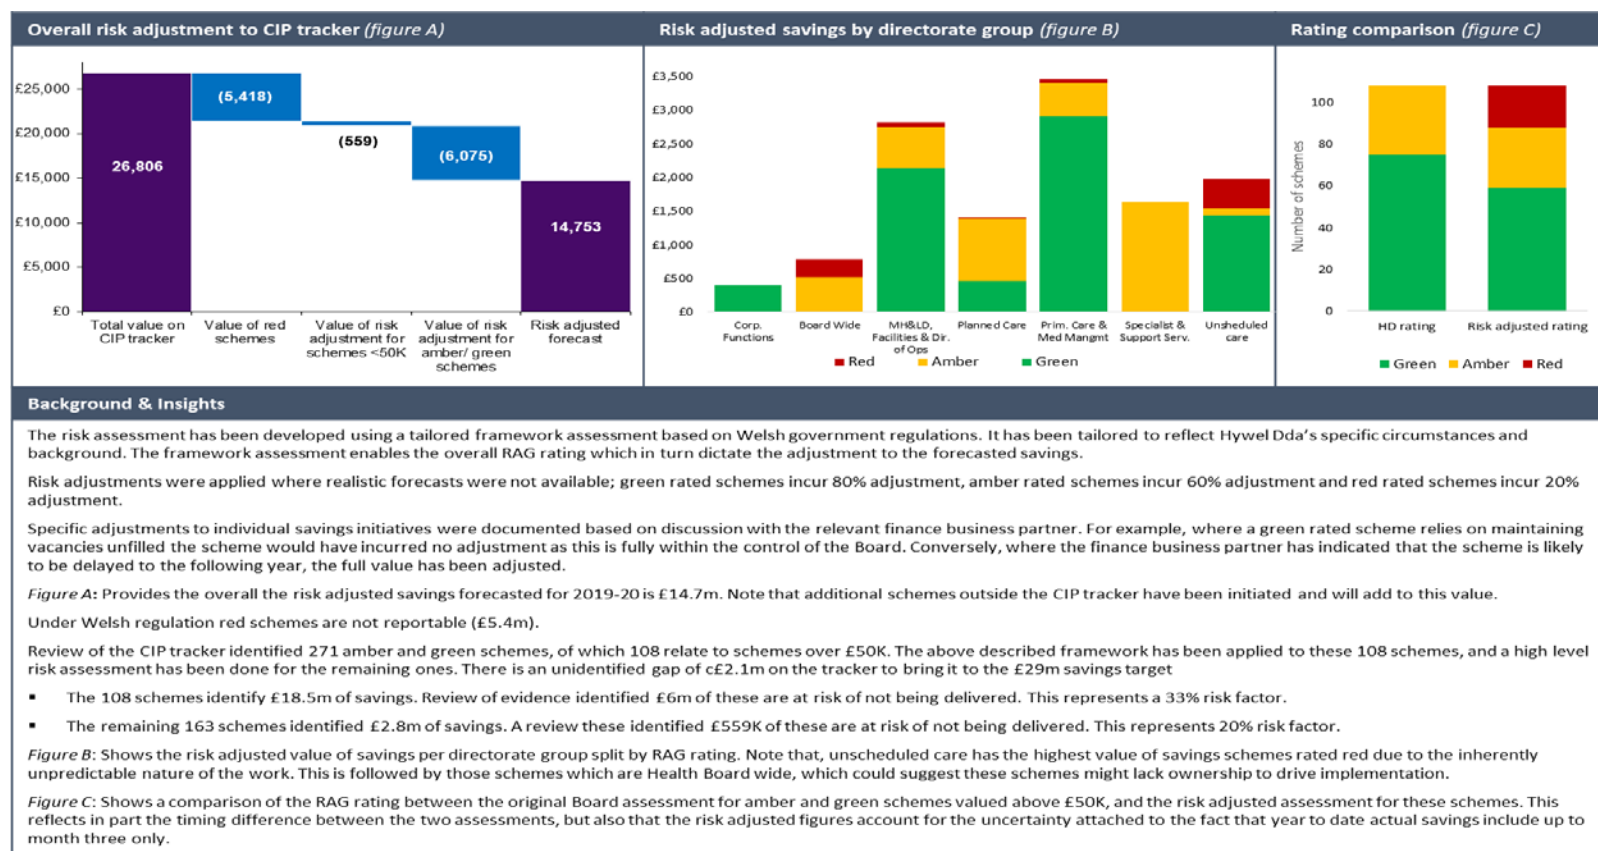 Overall risk adjustment to CIP tracker (figure A)
£25,000
£20,000
£15,000
£10,000
£5,000
£0
26,806
(5,418)
(559)
(6,075)
14,753
Total value on
CIP tracker
Value of red
schemes
Value of risk
adjustment for
schemes <50K
Value of risk
adjustment for
amber/ green
schemes
Risk adjusted
forecast
Risk adjusted savings by directorate group (figure B)
£3,500
£3,000
£2,500
£2,000
£1,500
£1,000
£500
£0
Corp.
Functions
Board Wide
MH&LD,
Facilities & Dir.
of Ops
Planned Care
Prim. Care &
Med Mangmt
Specialist &
Support Serv.
Unsheduled
care
Red Amber Green
Rating comparison (figure C)
Number of schemes
100
80
60
40
20
0
HD rating
Risk adjusted rating
Green Amber Red
Background & Insights
The risk assessment has been developed using a tailored framework assessment based on Welsh government regulations. It has been tailored to reflect Hywel Dda's specific circumstances and
background. The framework assessment enables the overall RAG rating which in turn dictate the adjustment to the forecasted savings.
Risk adjustments were applied where realistic forecasts were not available; green rated schemes incur 80% adjustment, amber rated schemes incur 60% adjustment and red rated schemes incur 20%
adjustment.
Specific adjustments to individual savings initiatives were documented based on discussion with the relevant finance business partner. For example, where a green rated scheme relies on maintaining
vacancies unfilled the scheme would have incurred no adjustment as this is fully within the control of the Board. Conversely, where the finance business partner has indicated that the scheme is likely
to be delayed to the following year, the full value has been adjusted.
Figure A: Provides the overall the risk adjusted savings forecasted for 2019-20 is £14.7m. Note that additional schemes outside the CIP tracker have been initiated and will add to this value.
Under Welsh regulation red schemes are not reportable (£5.4m).
Review of the CIP tracker identified 271 amber and green schemes, of which 108 relate to schemes over £50K. The above described framework has been applied to these 108 schemes, and a high level
risk assessment has been done for the remaining ones. There is an unidentified gap of c£2.1m on the tracker to bring it to the £29m savings target
▪ The 108 schemes identify £18.5m of savings. Review of evidence identified £6m of these are at risk of not being delivered. This represents a 33% risk factor.
▪ The remaining 163 schemes identified £2.8m of savings. A review these identified £559K of these are at risk of not being delivered. This represents 20% risk factor.
Figure B: Shows the risk adjusted value of savings per directorate group split by RAG rating. Note that, unscheduled care has the highest value of savings schemes rated red due to the inherently
unpredictable nature of the work. This is followed by those schemes which are Health Board wide, which could suggest these schemes might lack ownership to drive implementation.
Figure C: Shows a comparison of the RAG rating between the original Board assessment for amber and green schemes valued above £50K, and the risk adjusted assessment for these schemes. This
reflects in part the timing difference between the two assessments, but also that the risk adjusted figures account for the uncertainty attached to the fact that year to date actual savings include up to
month three only.